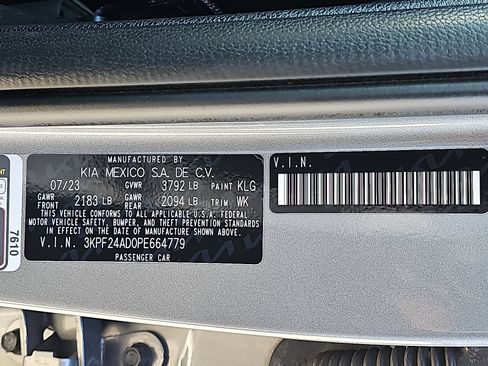 MANUFACTURED BY
KIA MEXICO S.A. DE C.V.
07/23 GVWR 3792 LB PAINT KLG
GAWR FRONT 2183 LB GAWR REAR 2094 LB TRIM WK
THIS VEHICLE CONFORMS TO ALL APPLICABLE U.S.A. FEDERAL
MOTOR VEHICLE SAFETY, BUMPER, AND THEFT PREVENTION STANDARDS
IN EFFECT ON THE DATE OF MANUFACTURE SHOWN ABOVE.
V.I.N. 3KPF24AD0PE664779
PASSENGER CAR
V.I.N.
7610